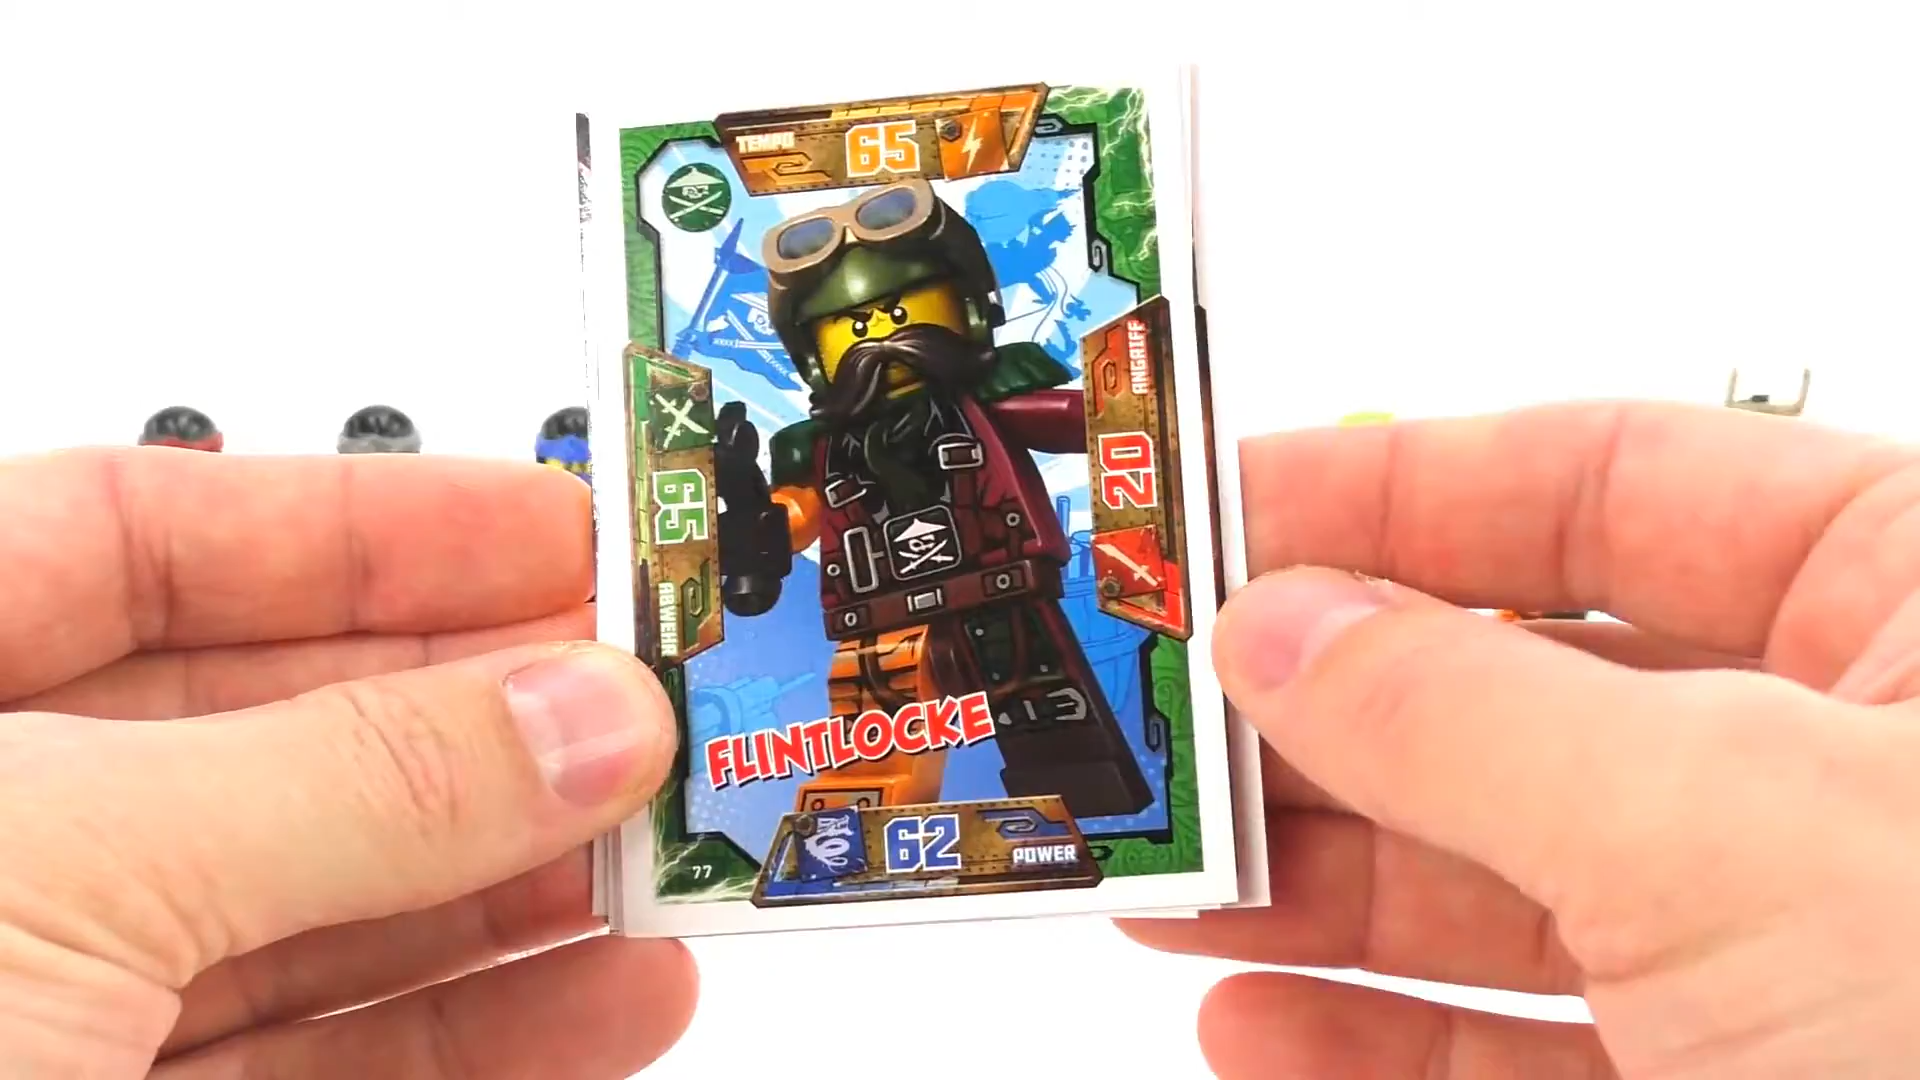 TEMPO 65
ANGRIFF 20
65 ABWEHR
FLINTLOCKE
62 POWER
77